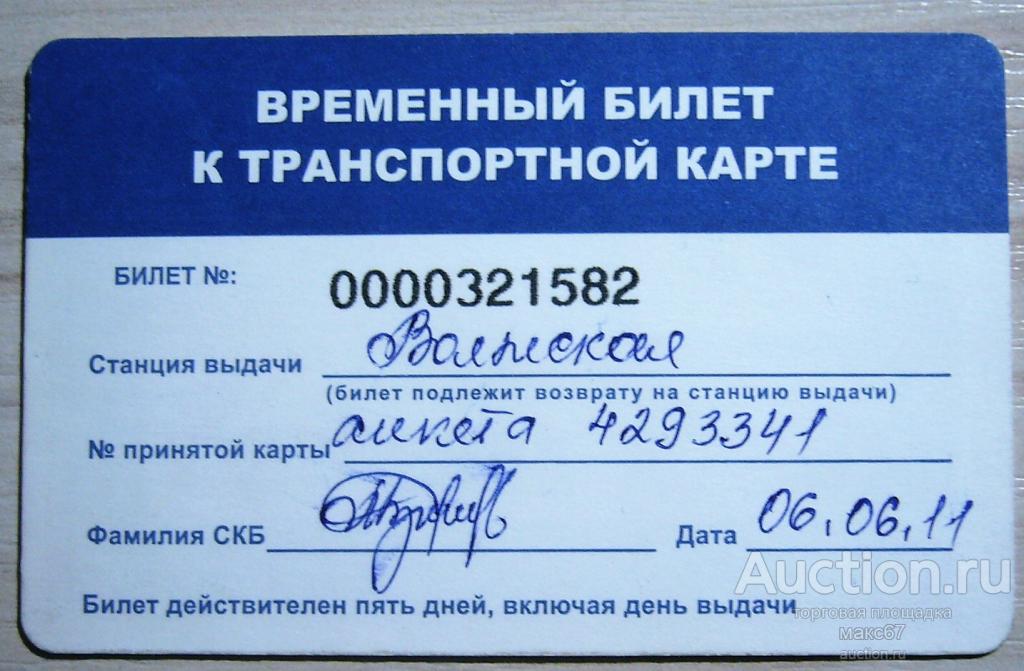 ВРЕМЕННЫЙ БИЛЕТ
К ТРАНСПОРТНОЙ КАРТЕ
БИЛЕТ №: 0000321582
Станция выдачи Волжская
(билет подлежит возврату на станцию выдачи)
№ принятой карты анкета 4293341
Фамилия СКБ Дата 06.06.11
Билет действителен пять дней, включая день выдачи
Auction.ru
торговая площадка
макс67
auction.ru